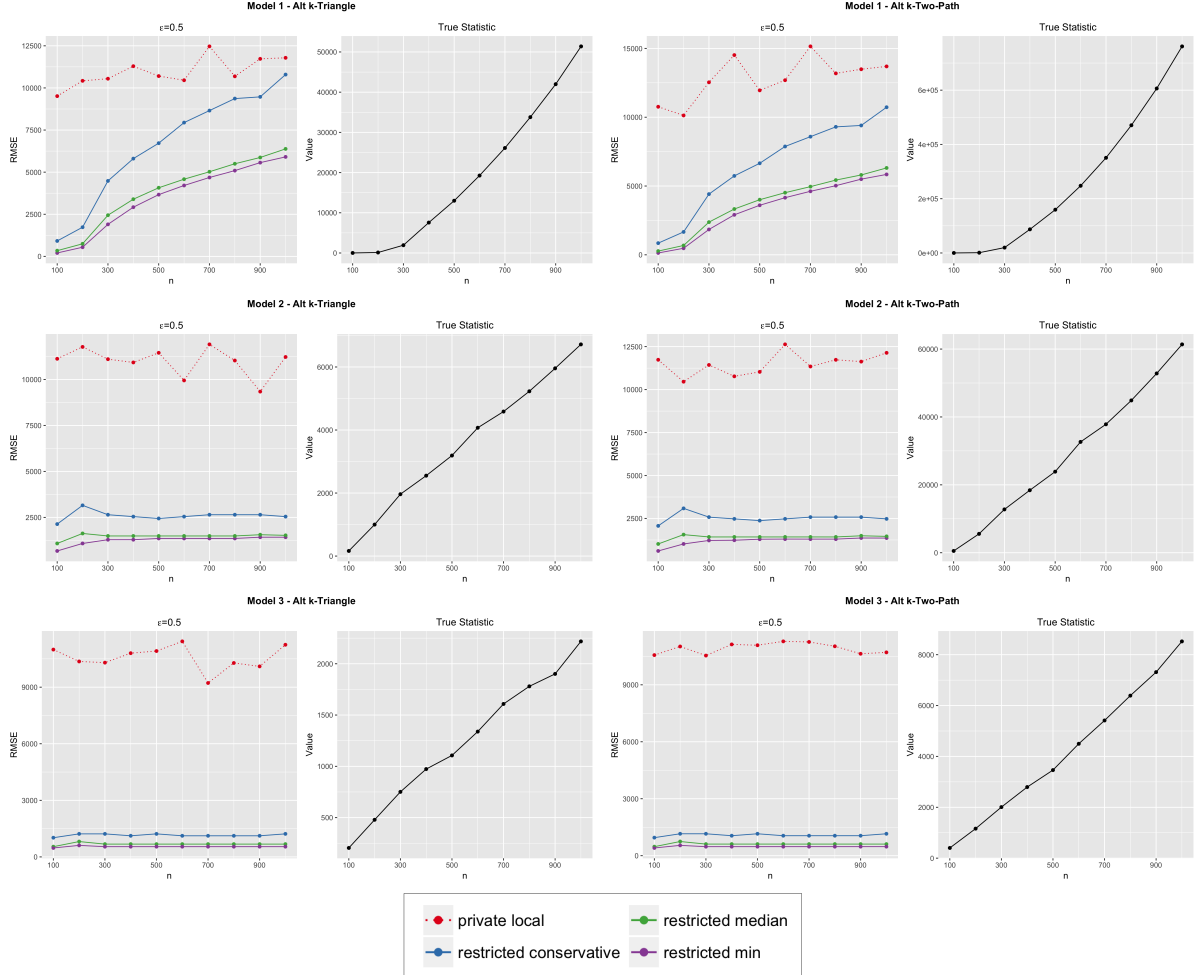 Model 1 - Alt k-Triangle
ε=0.5
True Statistic
RMSE
12500
10000
7500
5000
2500
0
100 300 500 700 900
n
Value
50000
40000
30000
20000
10000
0
100 300 500 700 900
n
Model 1 - Alt k-Two-Path
ε=0.5
True Statistic
RMSE
15000
10000
5000
0
100 300 500 700 900
n
Value
6e+05
4e+05
2e+05
0e+00
100 300 500 700 900
n
Model 2 - Alt k-Triangle
ε=0.5
True Statistic
RMSE
10000
7500
5000
2500
100 300 500 700 900
n
Value
6000
4000
2000
0
100 300 500 700 900
n
Model 2 - Alt k-Two-Path
ε=0.5
True Statistic
RMSE
12500
10000
7500
5000
2500
100 300 500 700 900
n
Value
60000
40000
20000
0
100 300 500 700 900
n
Model 3 - Alt k-Triangle
ε=0.5
True Statistic
RMSE
9000
6000
3000
0
100 300 500 700 900
n
Value
2000
1500
1000
500
100 300 500 700 900
n
Model 3 - Alt k-Two-Path
ε=0.5
True Statistic
RMSE
9000
6000
3000
0
100 300 500 700 900
n
Value
8000
6000
4000
2000
0
100 300 500 700 900
n
private local
restricted median
restricted conservative
restricted min